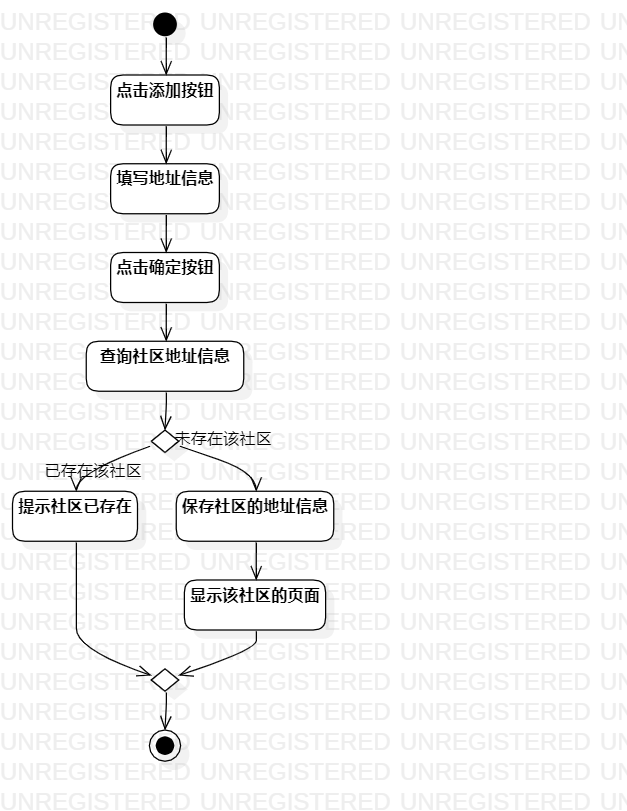 点击添加按钮
填写地址信息
点击确定按钮
查询社区地址信息
未存在该社区
已存在该社区
提示社区已存在
保存社区的地址信息
显示该社区的页面
UNREGISTERED